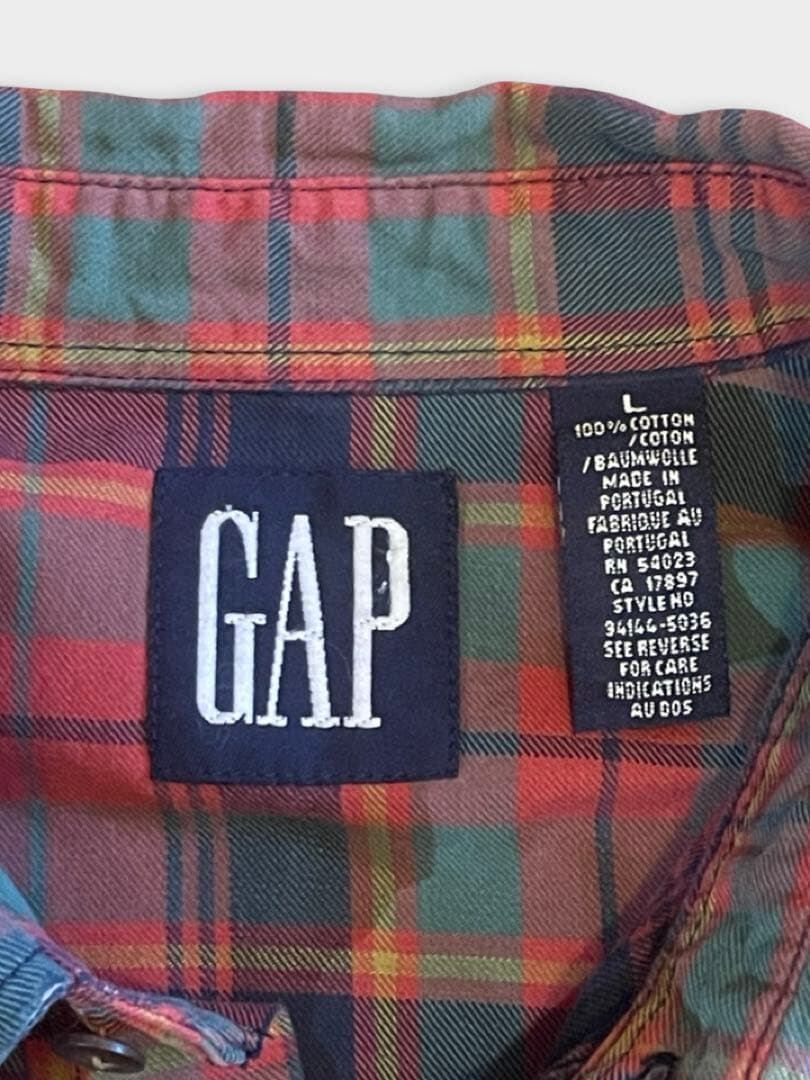 GAP
L
100% COTTON
/COTON
/BAUMWOLLE
MADE IN
PORTUGAL
FABRIQUE AU
PORTUGAL
RN 54023
CA 17897
STYLE NO
94144-5036
SEE REVERSE
FOR CARE
INDICATIONS
AU DOS